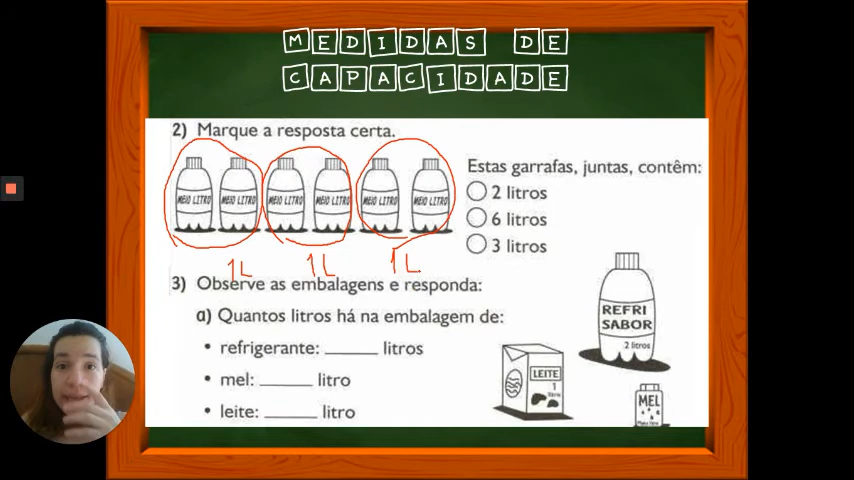 MEDIDAS DE
CAPACIDADE
2) Marque a resposta certa.
MEIO LITRO MEIO LITRO MEIO LITRO MEIO LITRO MEIO LITRO MEIO LITRO
Estas garrafas, juntas, contêm:
2 litros
6 litros
3 litros
1L 1L 1L
3) Observe as embalagens e responda:
a) Quantos litros há na embalagem de:
• refrigerante: ______ litros
• mel: ______ litro
• leite: ______ litro
REFRI
SABOR
2 litros
LEITE
1
litro
MEL